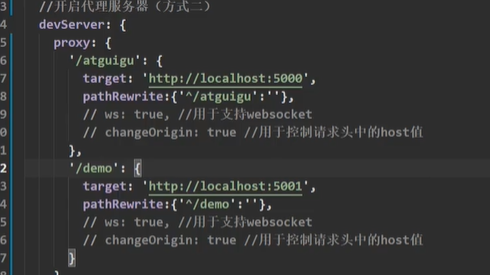 3 //开启代理服务器（方式二）
4 devServer: {
5 proxy: {
6 '/atguigu': {
7 target: 'http://localhost:5000',
8 pathRewrite:{'^/atguigu':''},
9 // ws: true, //用于支持websocket
0 // changeOrigin: true //用于控制请求头中的host值
1 },
2 '/demo': {
3 target: 'http://localhost:5001',
4 pathRewrite:{'^/demo':''},
5 // ws: true, //用于支持websocket
6 // changeOrigin: true //用于控制请求头中的host值
7 }
8 }